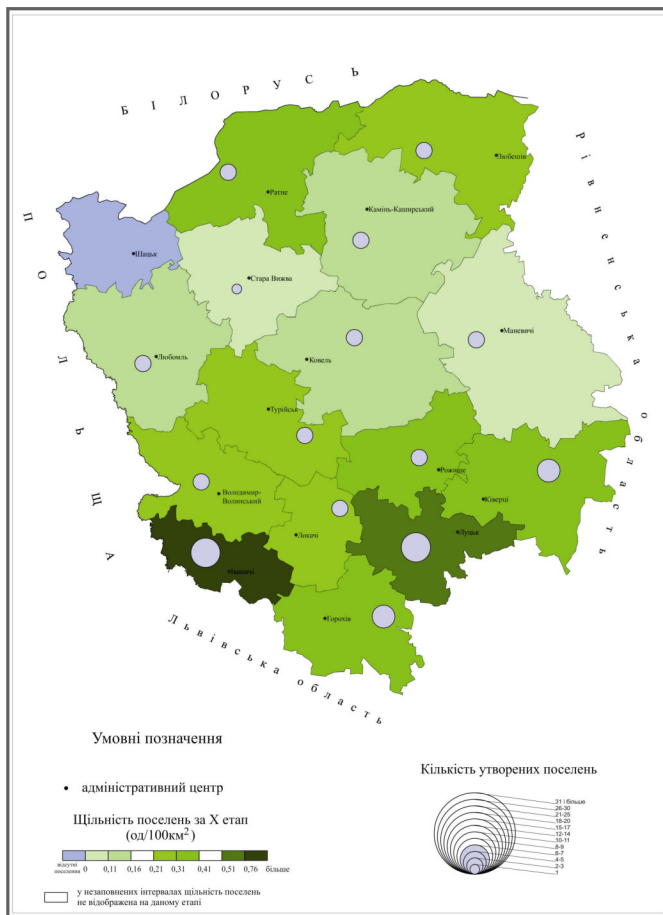 БІЛОРУСЬ
Рівненська область
ПОЛЬЩА
Любешів
Ратне
Камінь-Каширський
Шацьк
Стара Вижва
Маневичі
Любомль
Ковель
Турійськ
Рожище
Володимир-
Волинський
Ківерці
Луцьк
Локачі
Іваничі
Горохів
Львівська область
Умовні позначення
• адміністративний центр
Щільність поселень за X етап
(од/100км²)
відсутні
поселення
0 0,11 0,16 0,21 0,31 0,41 0,51 0,76 більше
у незаповнених інтервалах щільність поселень
не відображена на даному етапі
Кількість утворених поселень
31 і більше
26-30
21-25
18-20
15-17
12-14
10-11
8-9
6-7
4-5
2-3
1